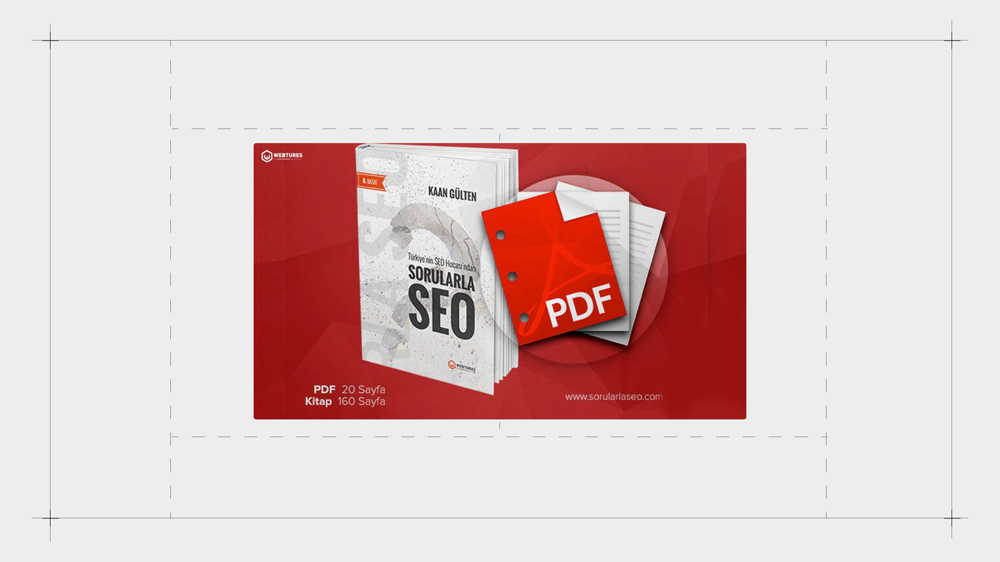 WEBTURES
8. BASKI
KAAN GÜLTEN
Türkiye'nin SEO Hocası'ndan
SORULARLA
SEO
WEBTURES
PDF
PDF 20 Sayfa
Kitap 160 Sayfa
www.sorularlaseo.com